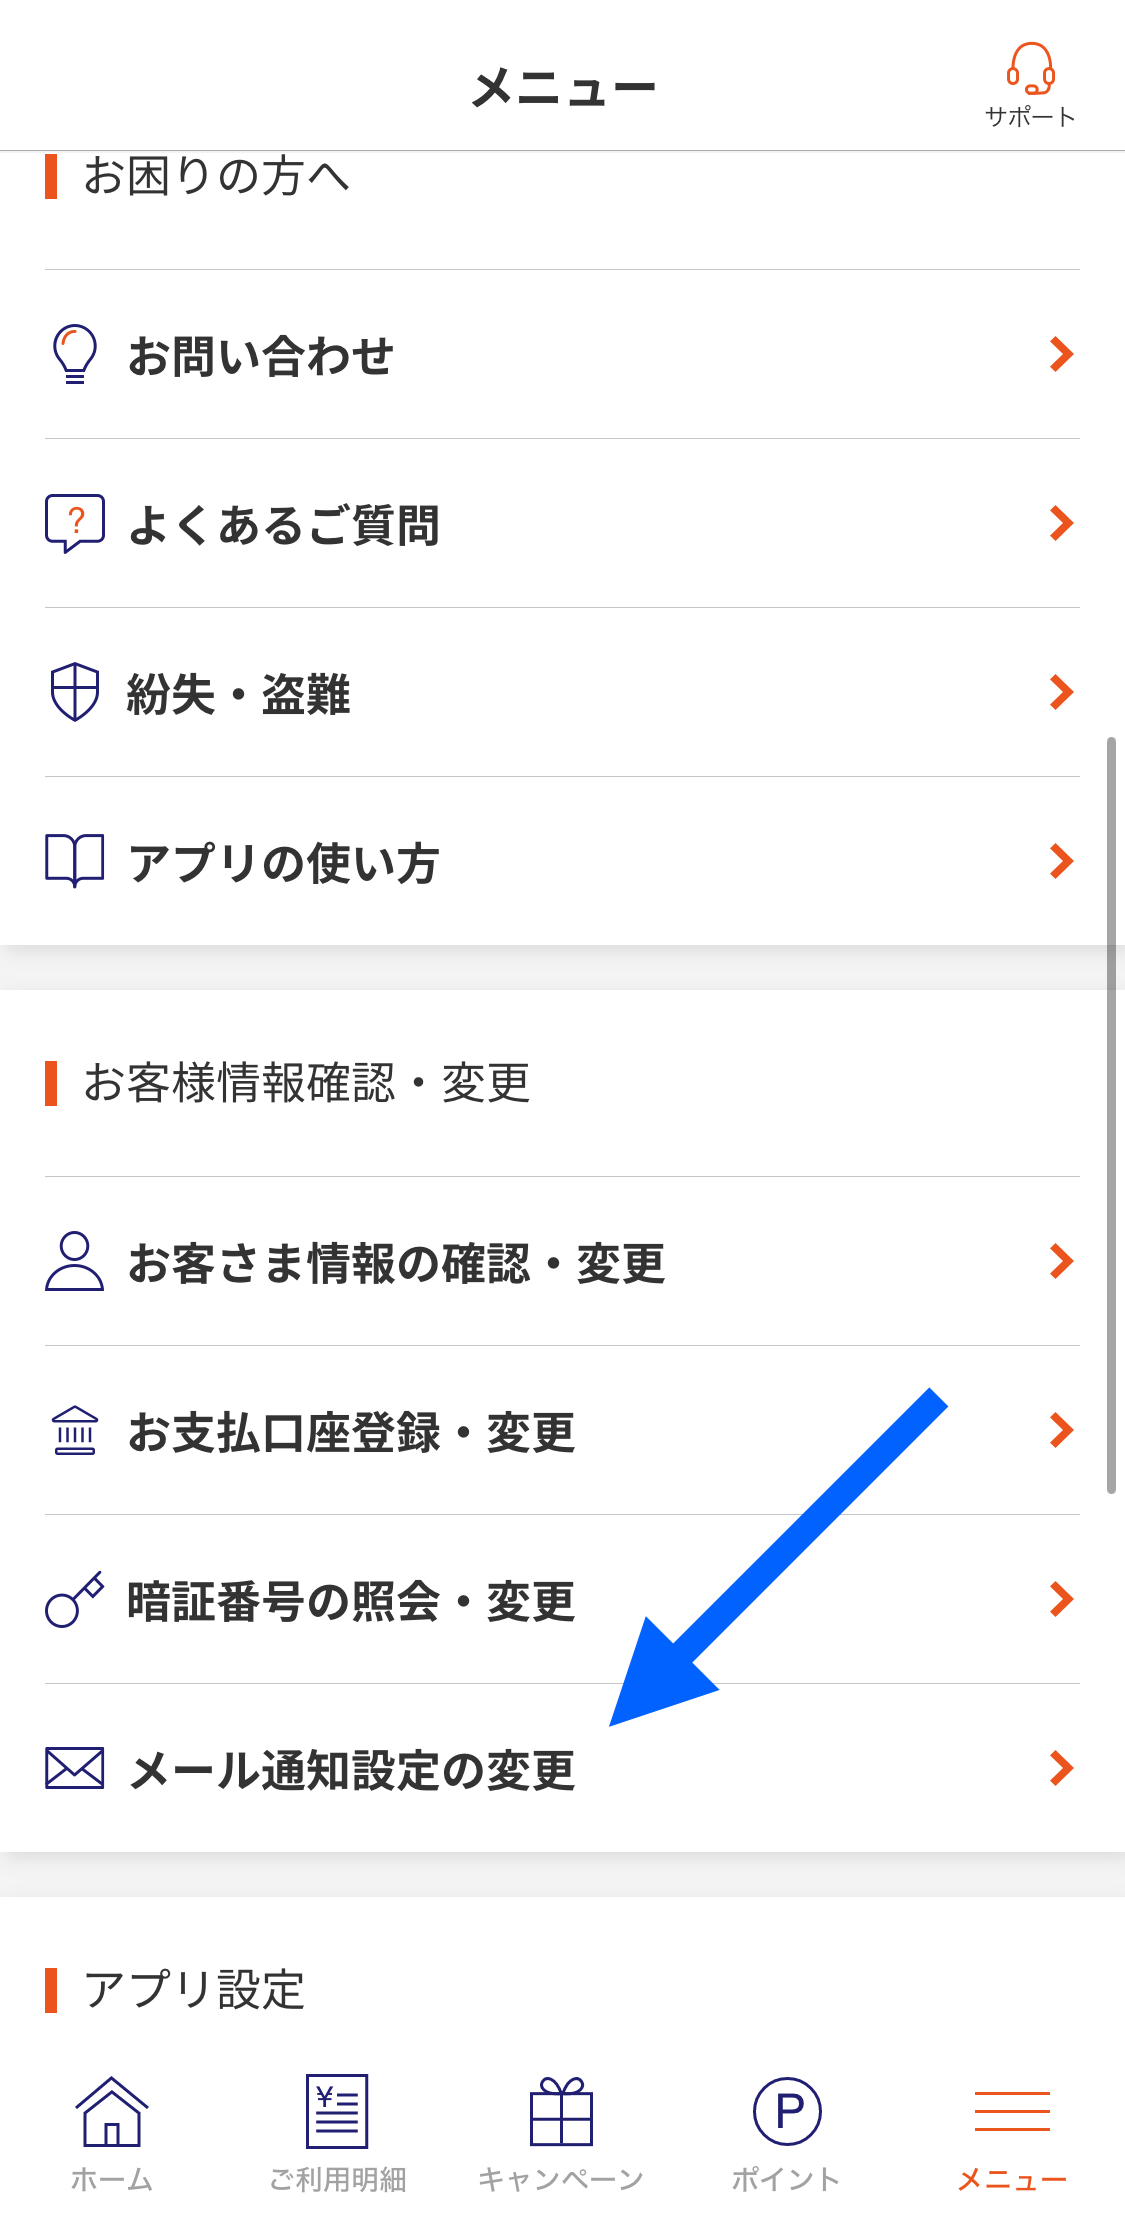 メニュー
サポート
お困りの方へ
お問い合わせ
?
よくあるご質問
紛失・盗難
アプリの使い方
お客様情報確認・変更
お客さま情報の確認・変更
お支払口座登録・変更
暗証番号の照会・変更
メール通知設定の変更
アプリ設定
¥
P
ホーム
ご利用明細
キャンペーン
ポイント
メニュー